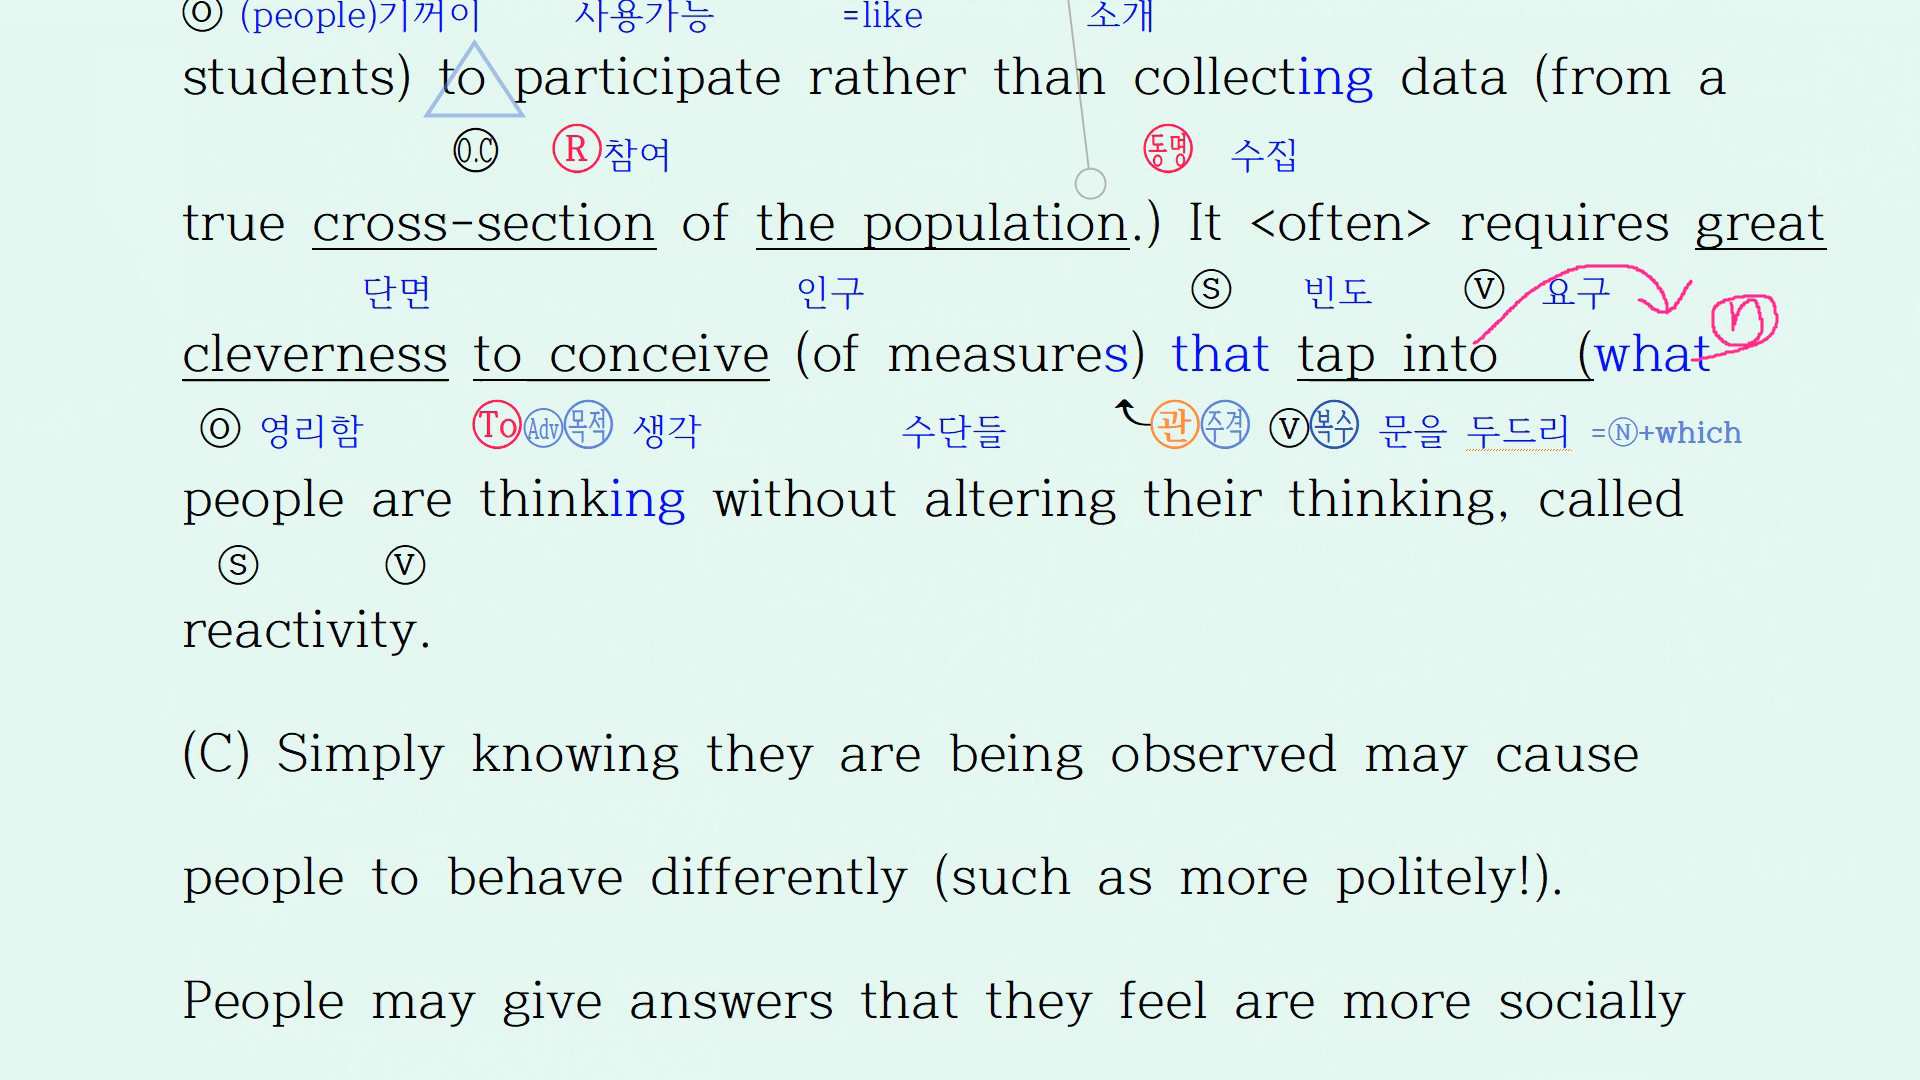 Ⓞ (people)기꺼이 사용가능 =like 소개
students) to participate rather than collecting data (from a
O.C Ⓡ참여 동명 수집
true cross-section of the population.) It <often> requires great
단면 인구 Ⓢ 빈도 Ⓥ 요구
cleverness to conceive (of measures) that tap into (what ⓝ
Ⓞ 영리함 To Adv 목적 생각 수단들 관 주격 Ⓥ 복수 문을 두드리 =Ⓝ+which
people are thinking without altering their thinking, called
Ⓢ Ⓥ
reactivity.
(C) Simply knowing they are being observed may cause
people to behave differently (such as more politely!).
People may give answers that they feel are more socially